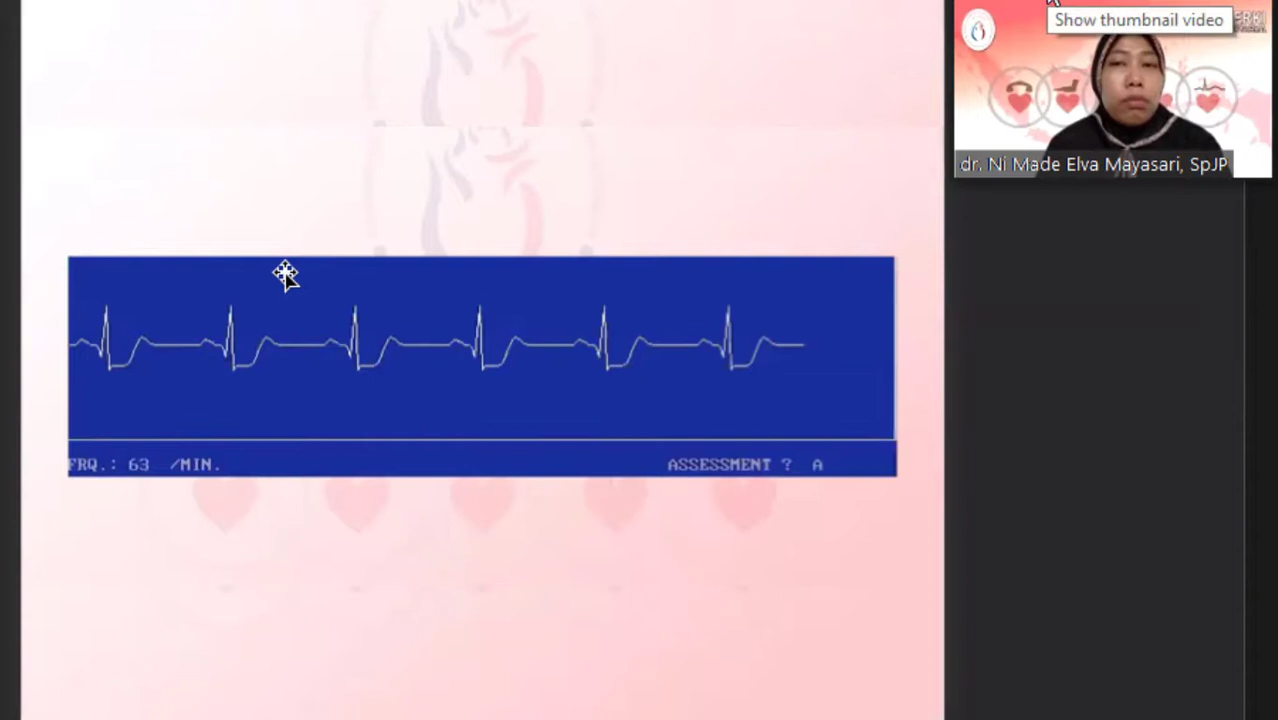 Show thumbnail video
dr. Ni Made Elva Mayasari, SpJP
FRQ.: 63 /MIN.
ASSESSMENT ? A